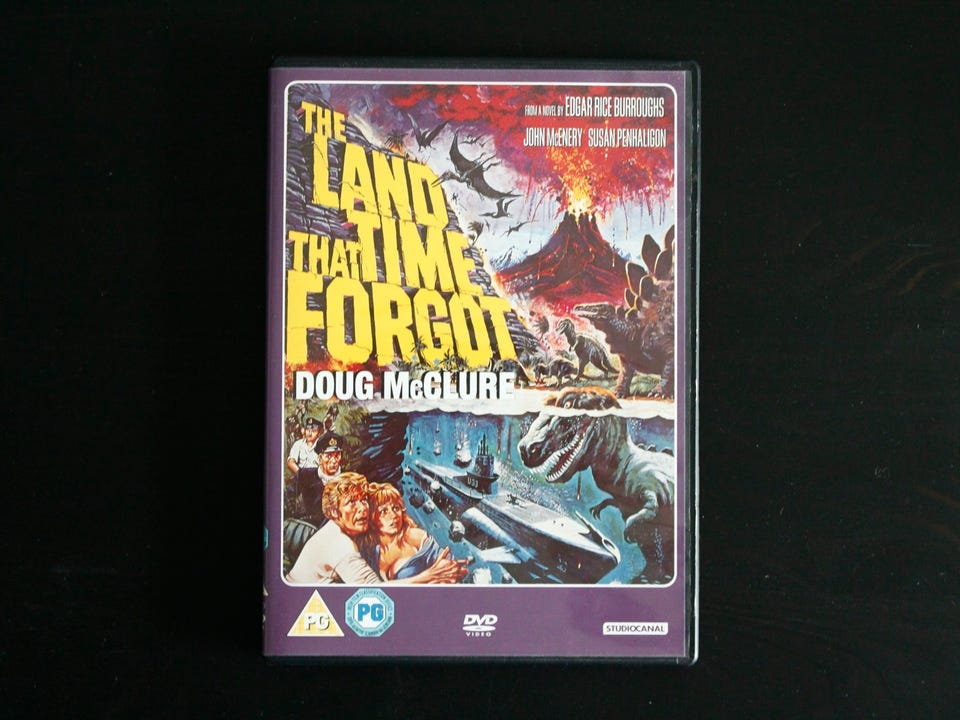 THE
LAND
THAT TIME
FORGOT
FROM A NOVEL BY EDGAR RICE BURROUGHS
JOHN McENERY SUSAN PENHALIGON
DOUG McCLURE
U33
PG
PG
DVD
VIDEO
STUDIOCANAL